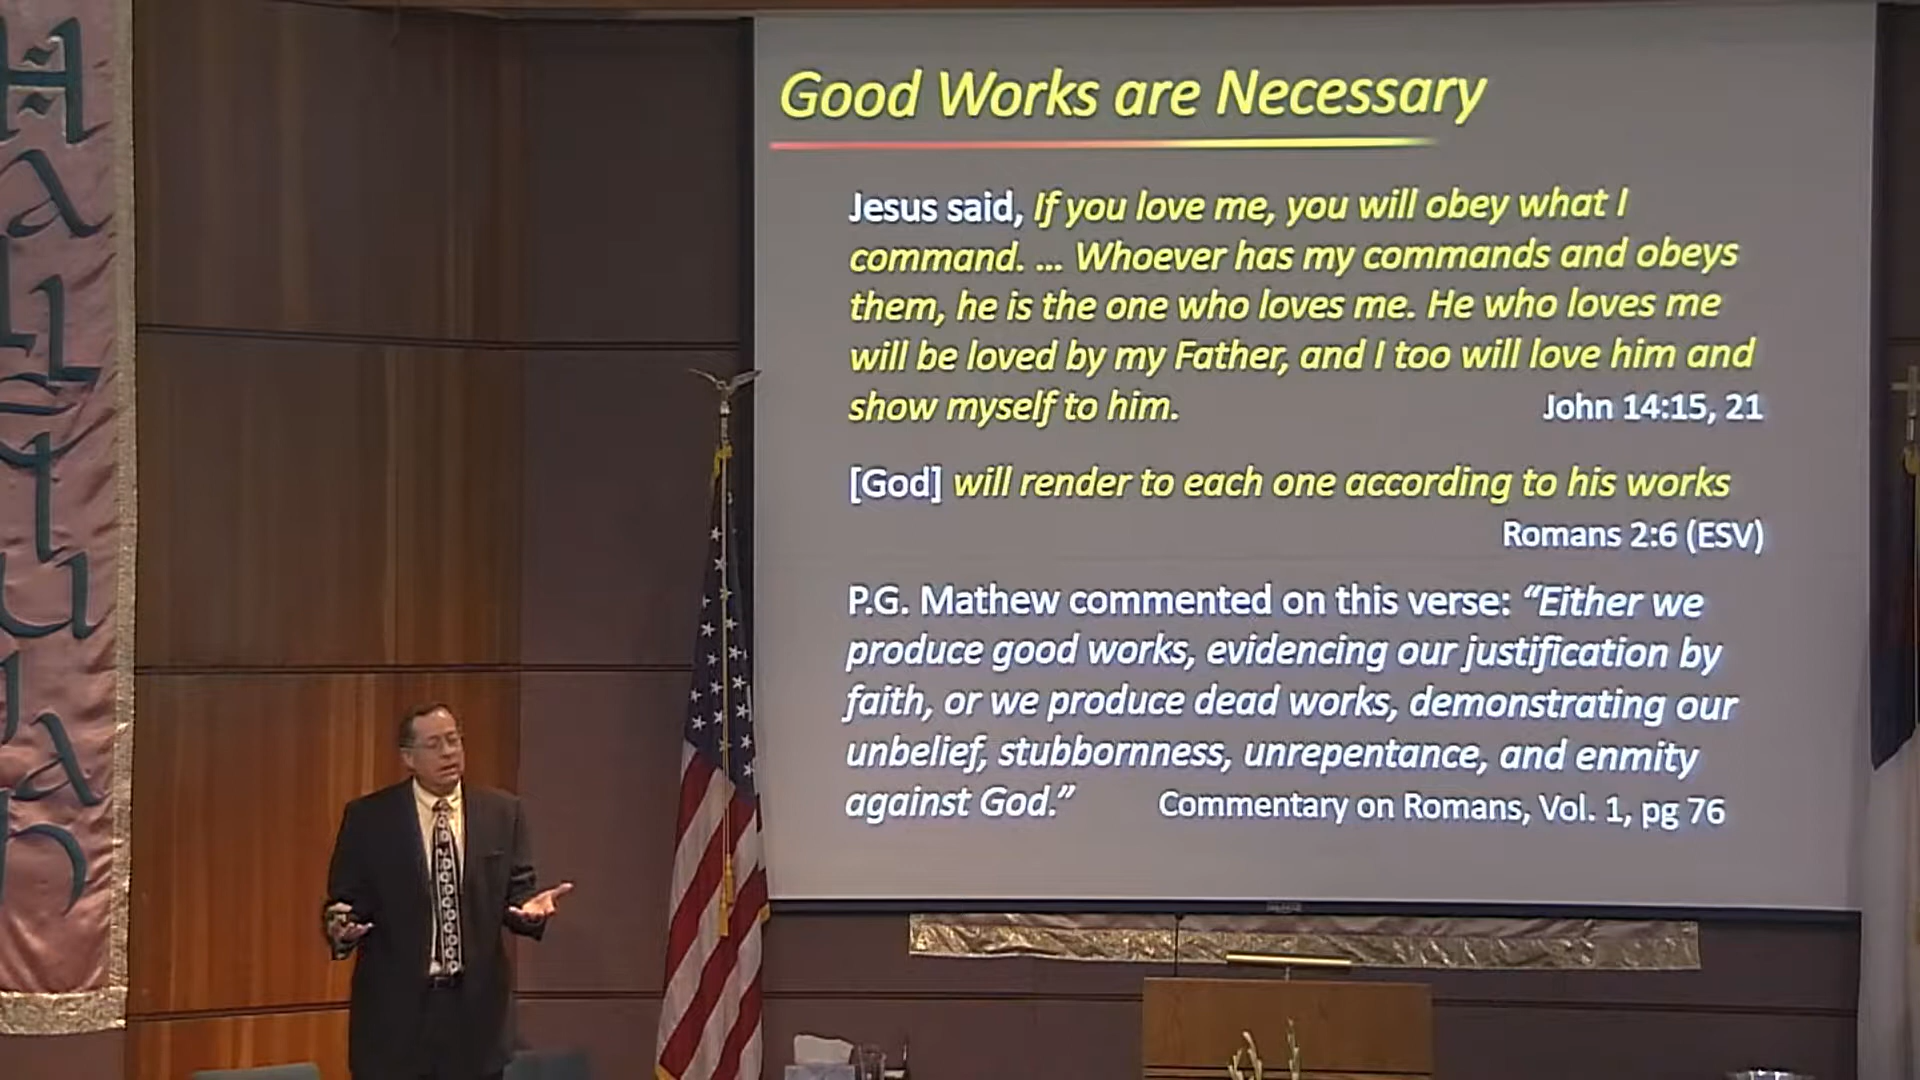 Hallelujah
Good Works are Necessary
Jesus said, If you love me, you will obey what I
command. ... Whoever has my commands and obeys
them, he is the one who loves me. He who loves me
will be loved by my Father, and I too will love him and
show myself to him. John 14:15, 21
[God] will render to each one according to his works
Romans 2:6 (ESV)
P.G. Mathew commented on this verse: “Either we
produce good works, evidencing our justification by
faith, or we produce dead works, demonstrating our
unbelief, stubbornness, unrepentance, and enmity
against God.” Commentary on Romans, Vol. 1, pg 76